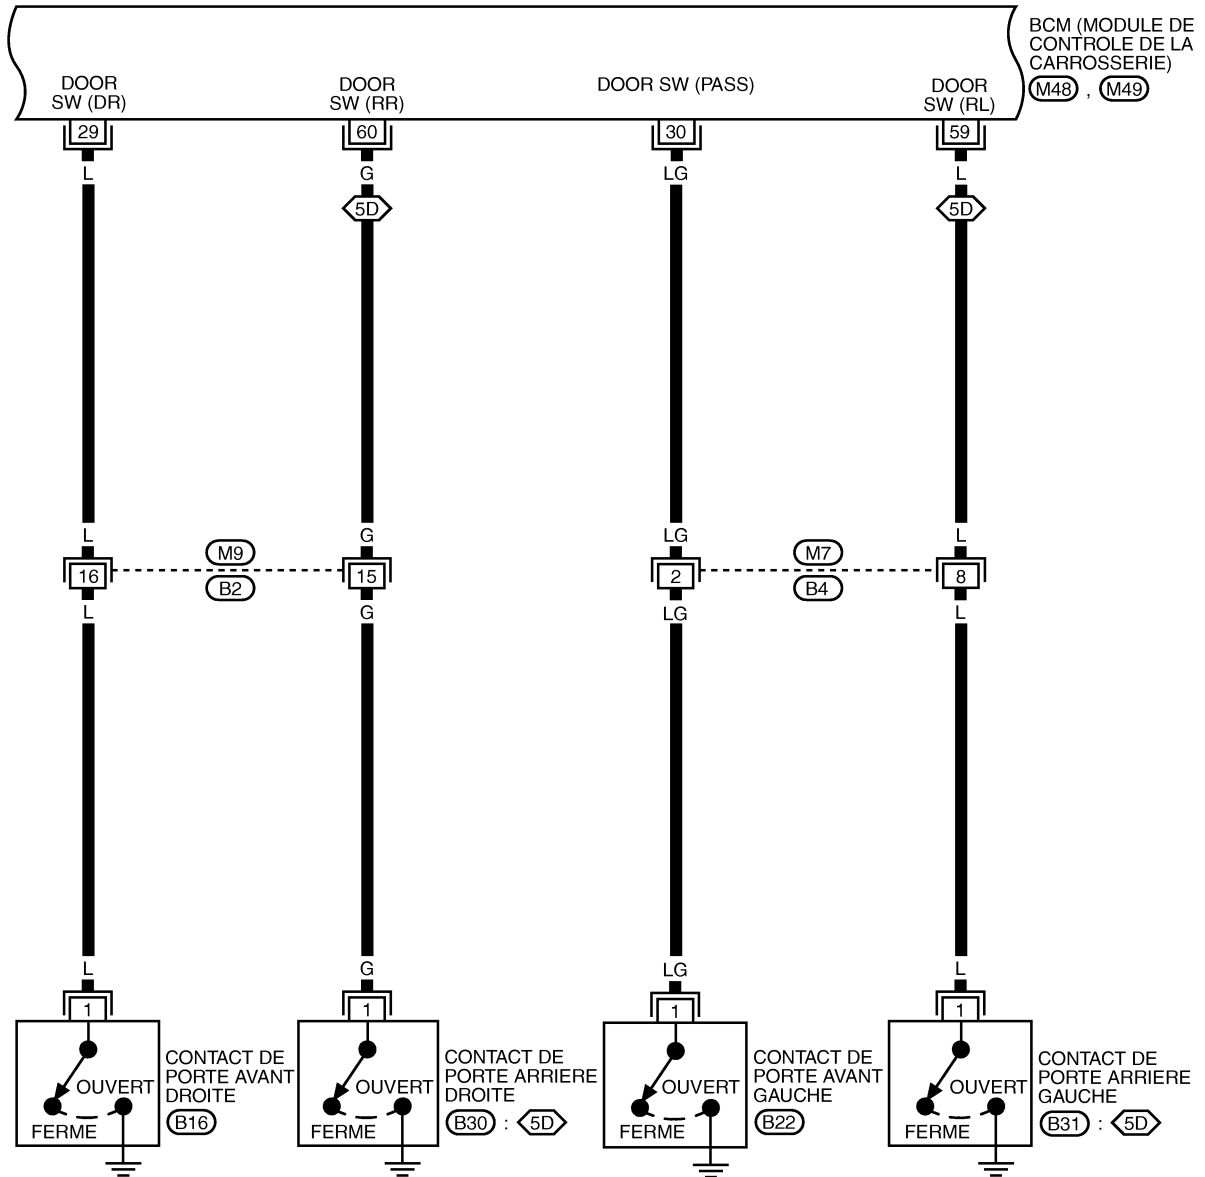 BCM (MODULE DE
CONTROLE DE LA
CARROSSERIE)
M48 , M49
DOOR
SW (DR)
DOOR
SW (RR)
DOOR SW (PASS)
DOOR
SW (RL)
29
60
30
59
L
G
LG
L
5D
5D
L
G
LG
L
M9
M7
16
15
2
8
B2
B4
L
G
LG
L
L
G
LG
L
1
1
1
1
CONTACT DE
PORTE AVANT
DROITE
B16
OUVERT
FERME
CONTACT DE
PORTE ARRIERE
DROITE
B30 : 5D
OUVERT
FERME
CONTACT DE
PORTE AVANT
GAUCHE
B22
OUVERT
FERME
CONTACT DE
PORTE ARRIERE
GAUCHE
B31 : 5D
OUVERT
FERME